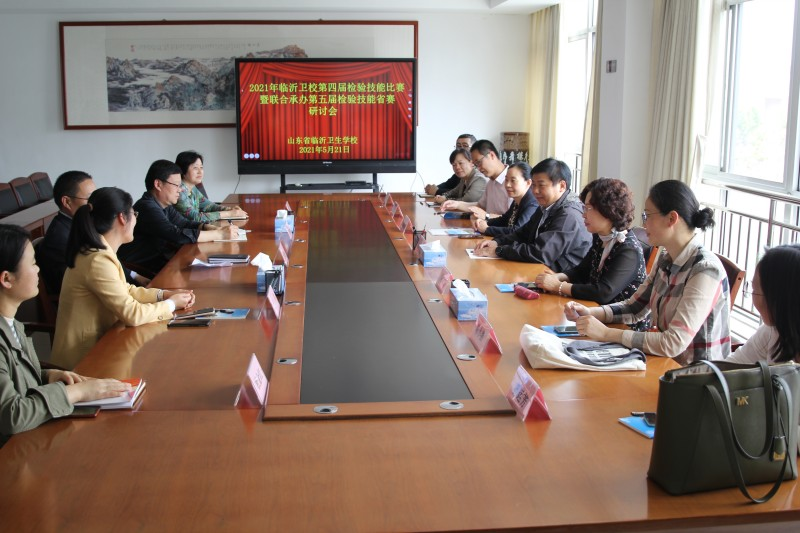 2021年临沂卫校第四届检验技能比赛
暨联合承办第五届检验技能省赛
研讨会
山东省临沂卫生学校
2021年5月21日
MK